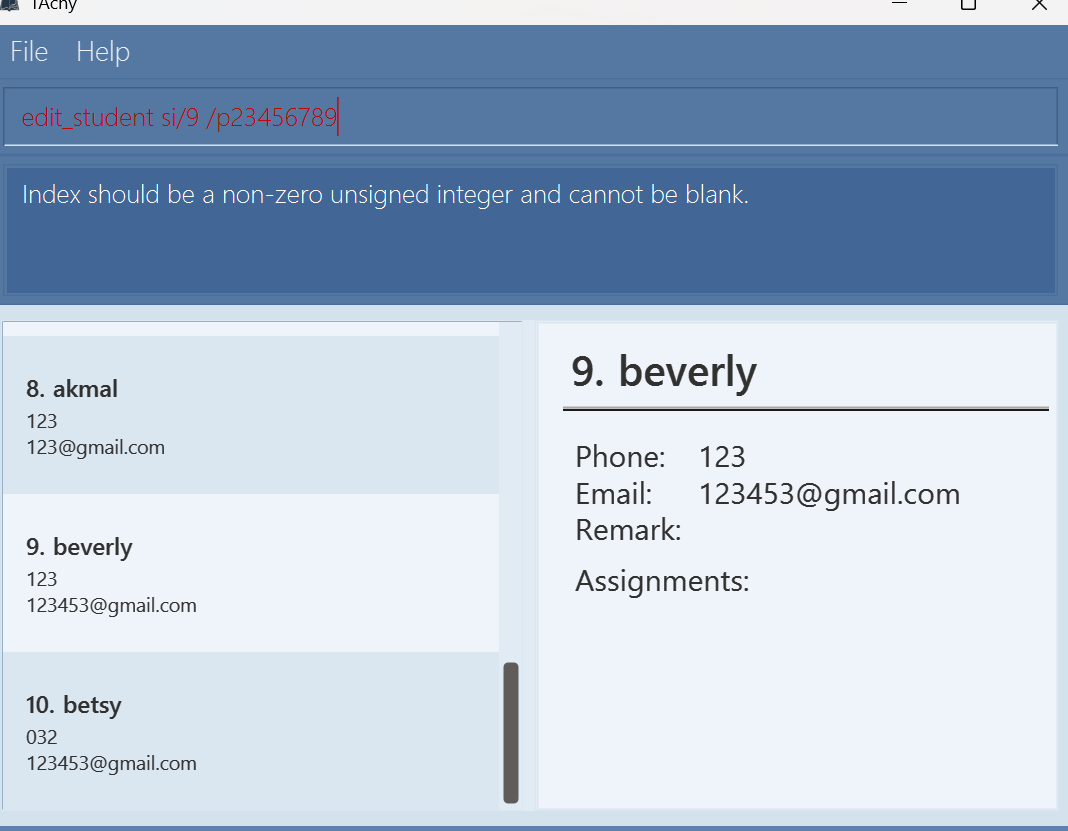 TAchy
File Help
edit_student si/9 /p23456789
Index should be a non-zero unsigned integer and cannot be blank.
8. akmal
123
123@gmail.com
9. beverly
123
123453@gmail.com
10. betsy
032
123453@gmail.com
9. beverly
Phone: 123
Email: 123453@gmail.com
Remark:
Assignments: